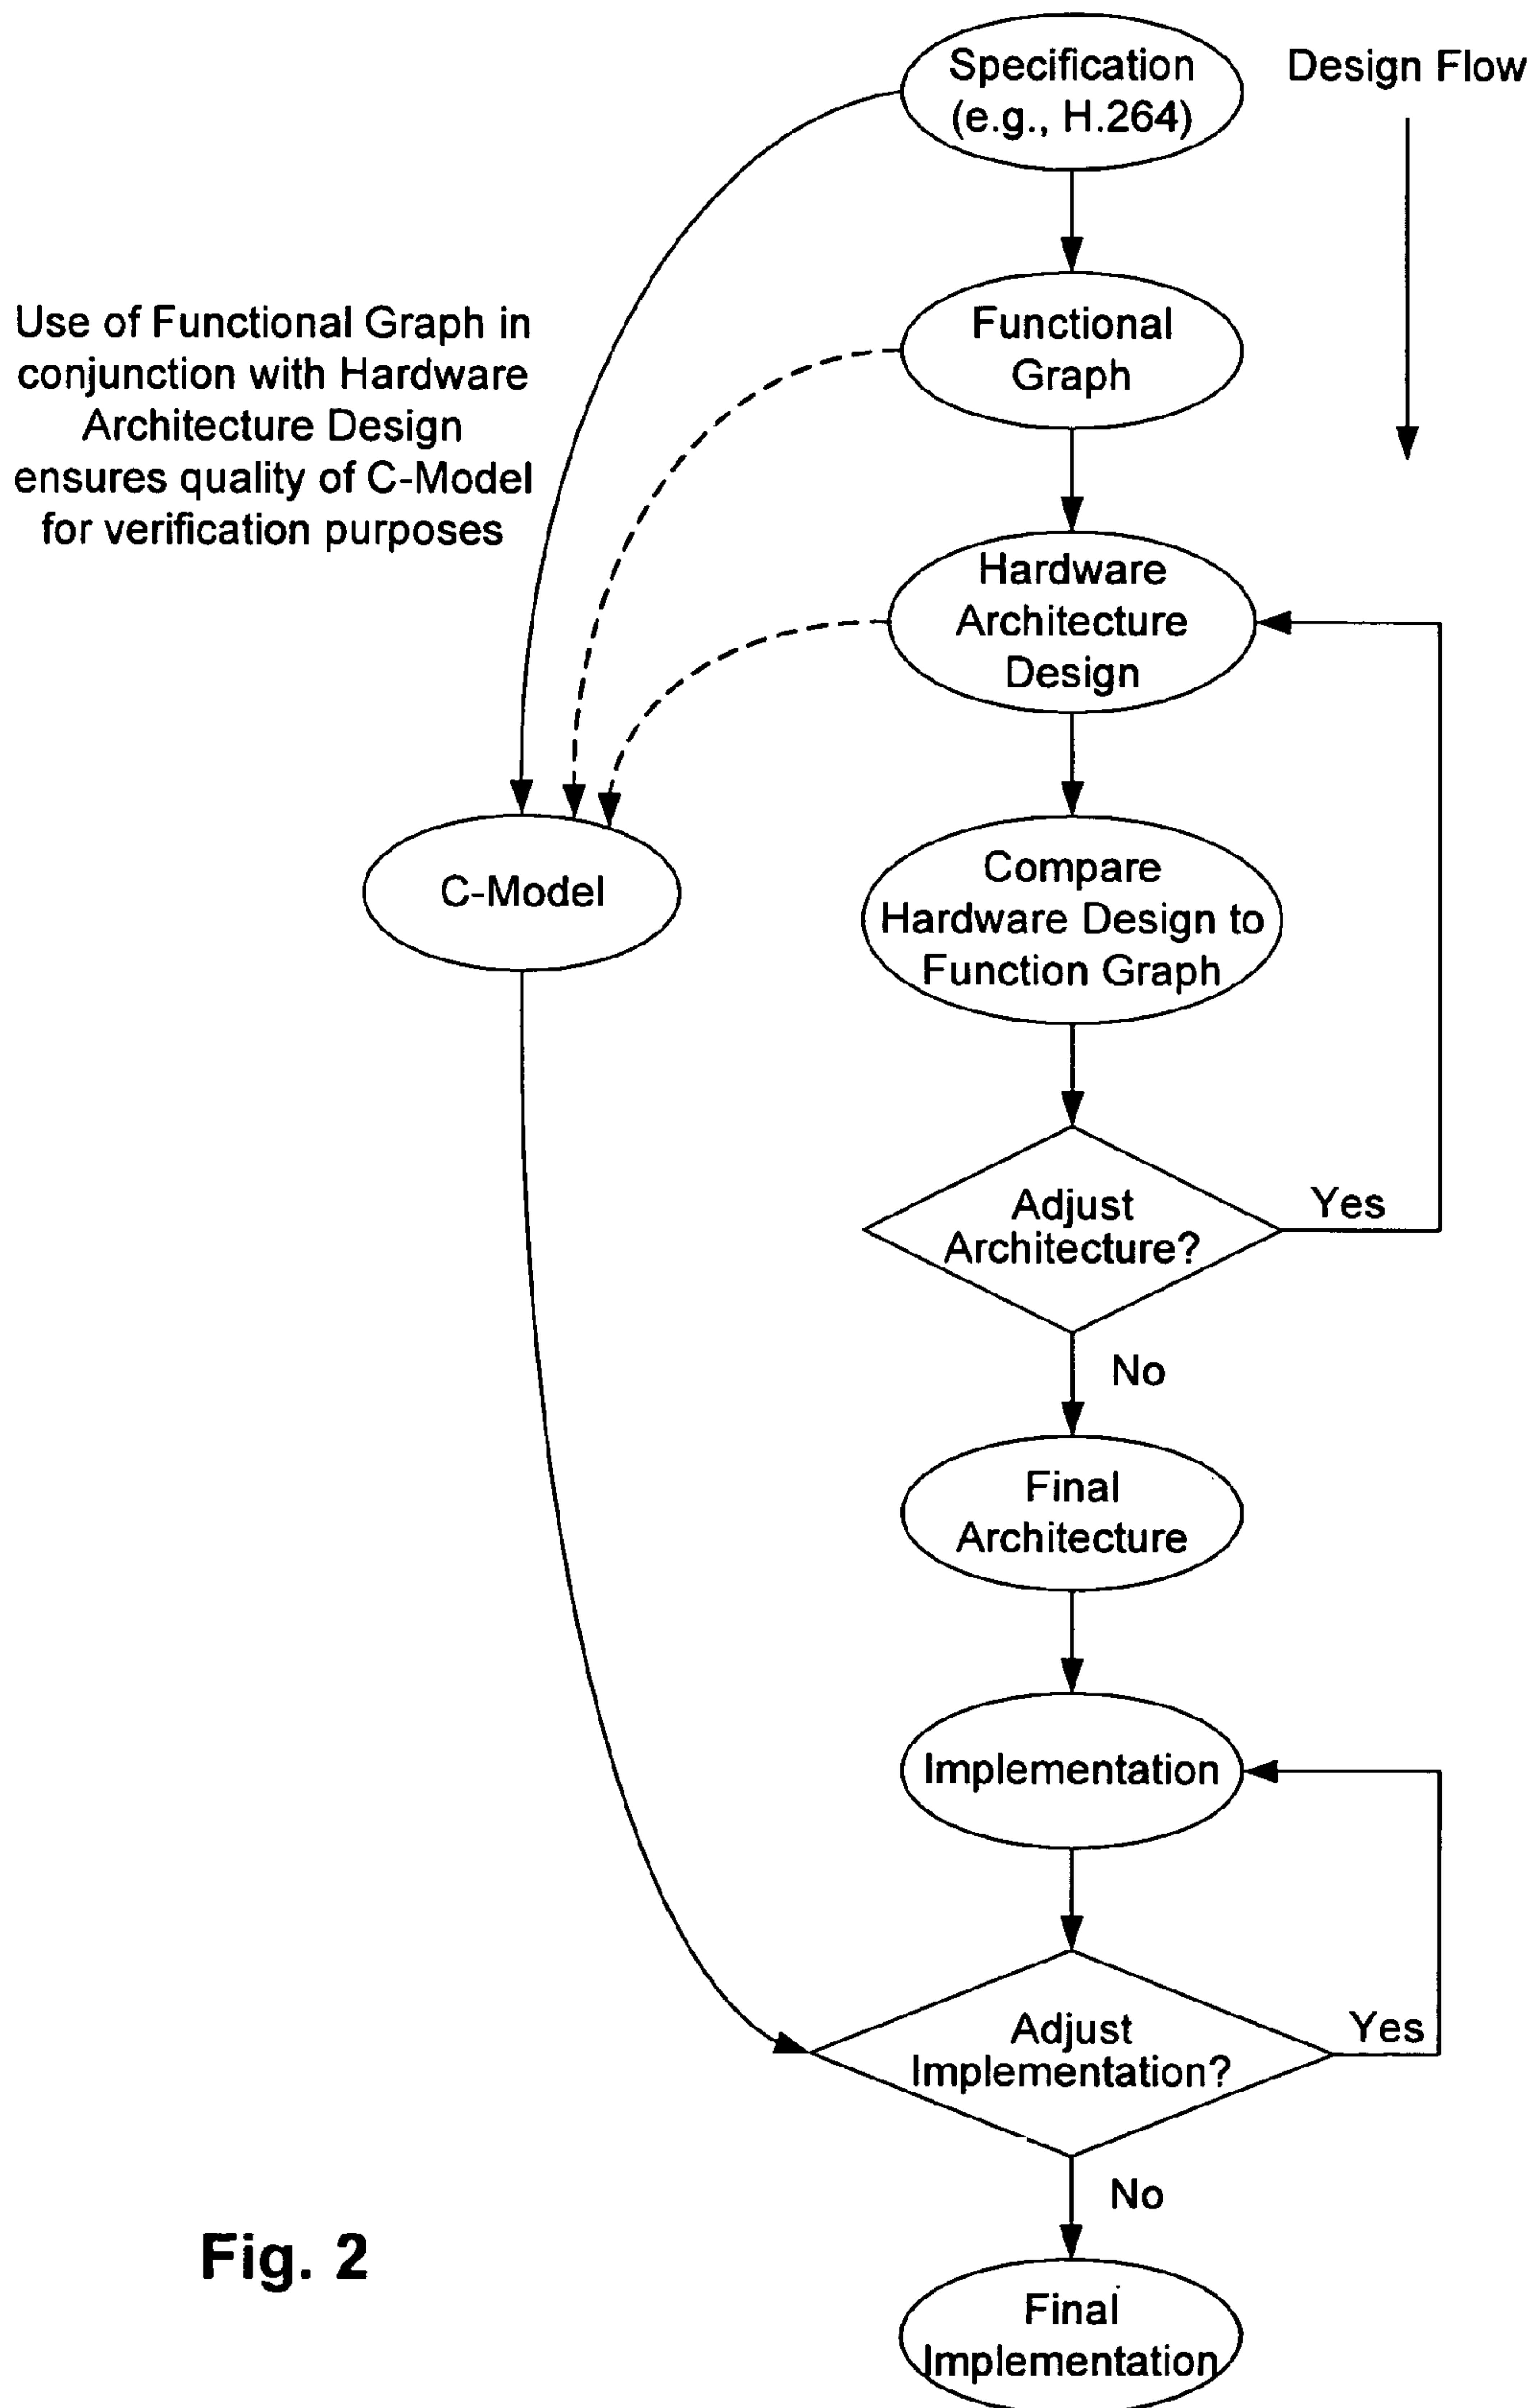 Specification
(e.g., H.264)
Design Flow
Use of Functional Graph in
conjunction with Hardware
Architecture Design
ensures quality of C-Model
for verification purposes
Functional
Graph
Hardware
Architecture
Design
C-Model
Compare
Hardware Design to
Function Graph
Adjust
Architecture?
Yes
No
Final
Architecture
Implementation
Adjust
Implementation?
Yes
No
Final
Implementation
Fig. 2